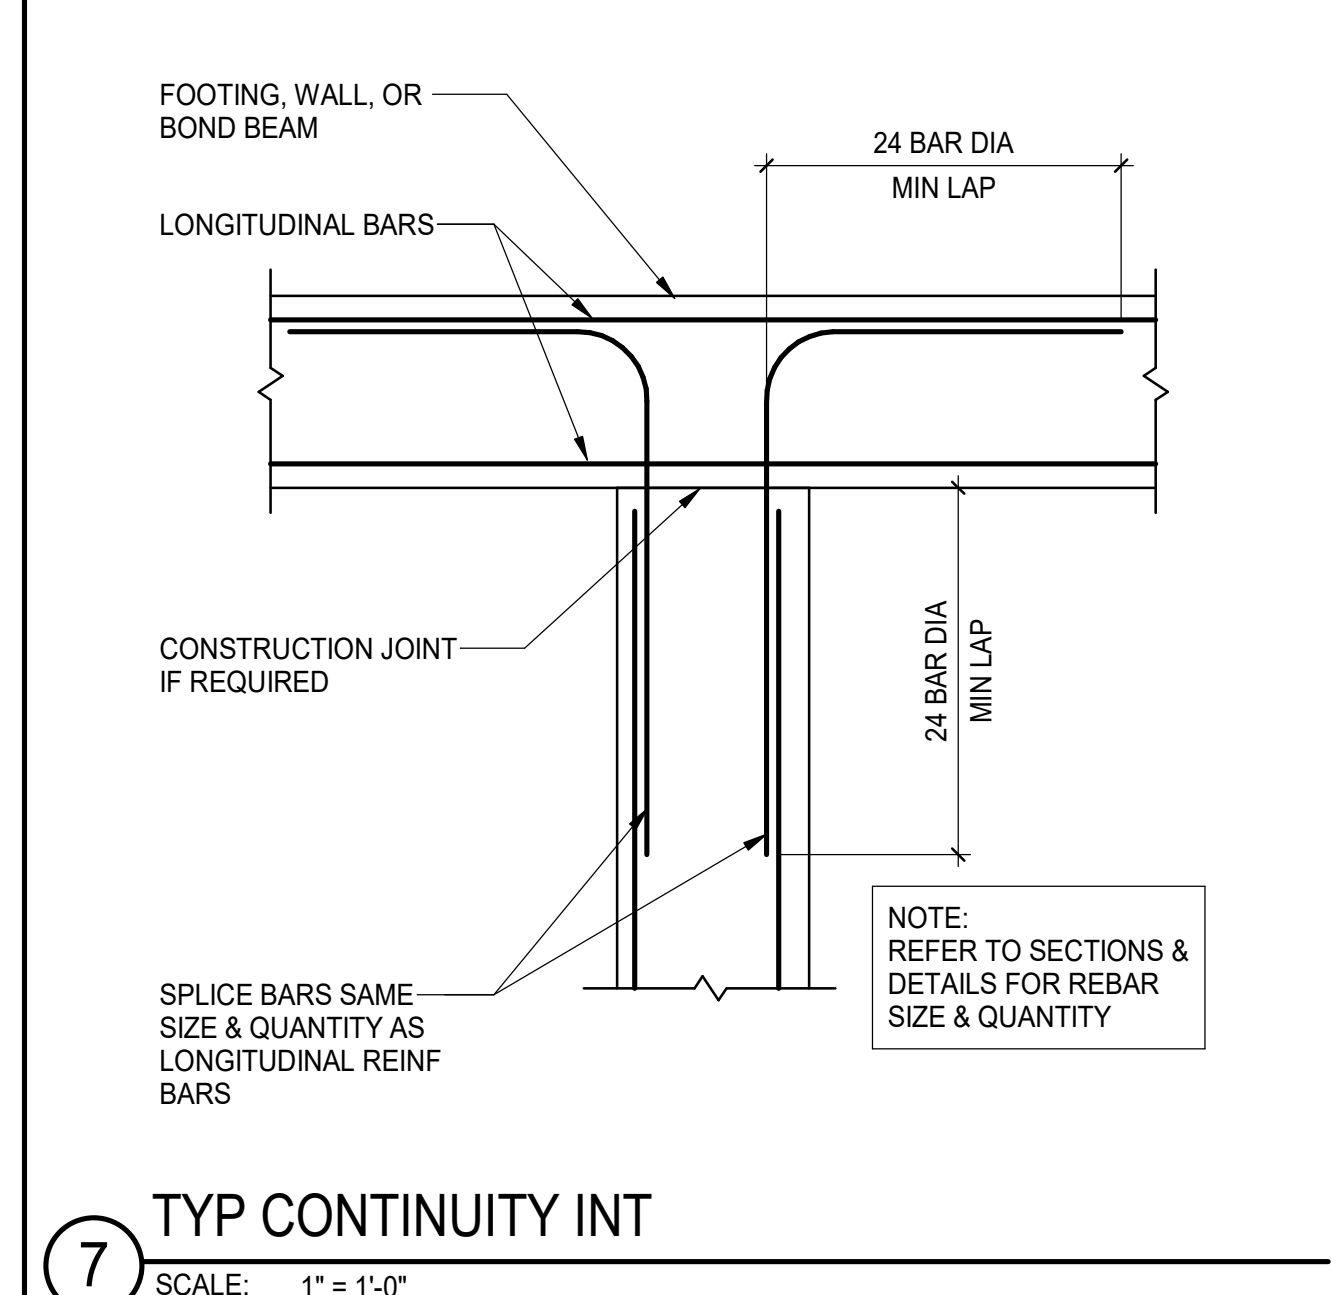 FOOTING, WALL, OR
BOND BEAM
24 BAR DIA
MIN LAP
LONGITUDINAL BARS
CONSTRUCTION JOINT
IF REQUIRED
24 BAR DIA
MIN LAP
NOTE:
REFER TO SECTIONS &
DETAILS FOR REBAR
SIZE & QUANTITY
SPLICE BARS SAME
SIZE & QUANTITY AS
LONGITUDINAL REINF
BARS
7
TYP CONTINUITY INT
SCALE: 1" = 1'-0"